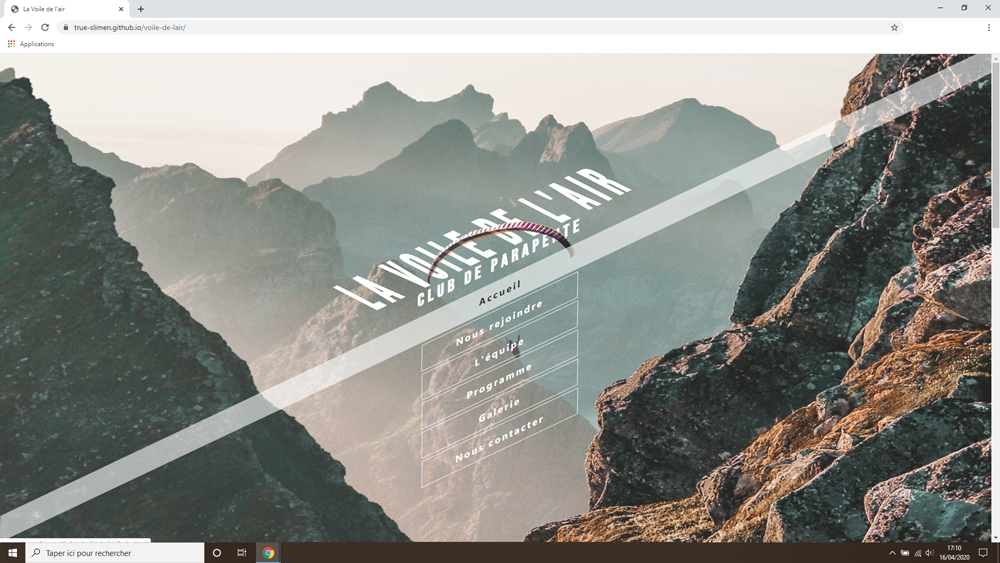 La Voile de l'air
true-slimen.github.io/voile-de-lair/
Applications
LA VOILE DE L'AIR
CLUB DE PARAPENTE
Accueil
Nous rejoindre
L'équipe
Programme
Galerie
Nous contacter
Taper ici pour rechercher
17:10
16/04/2020